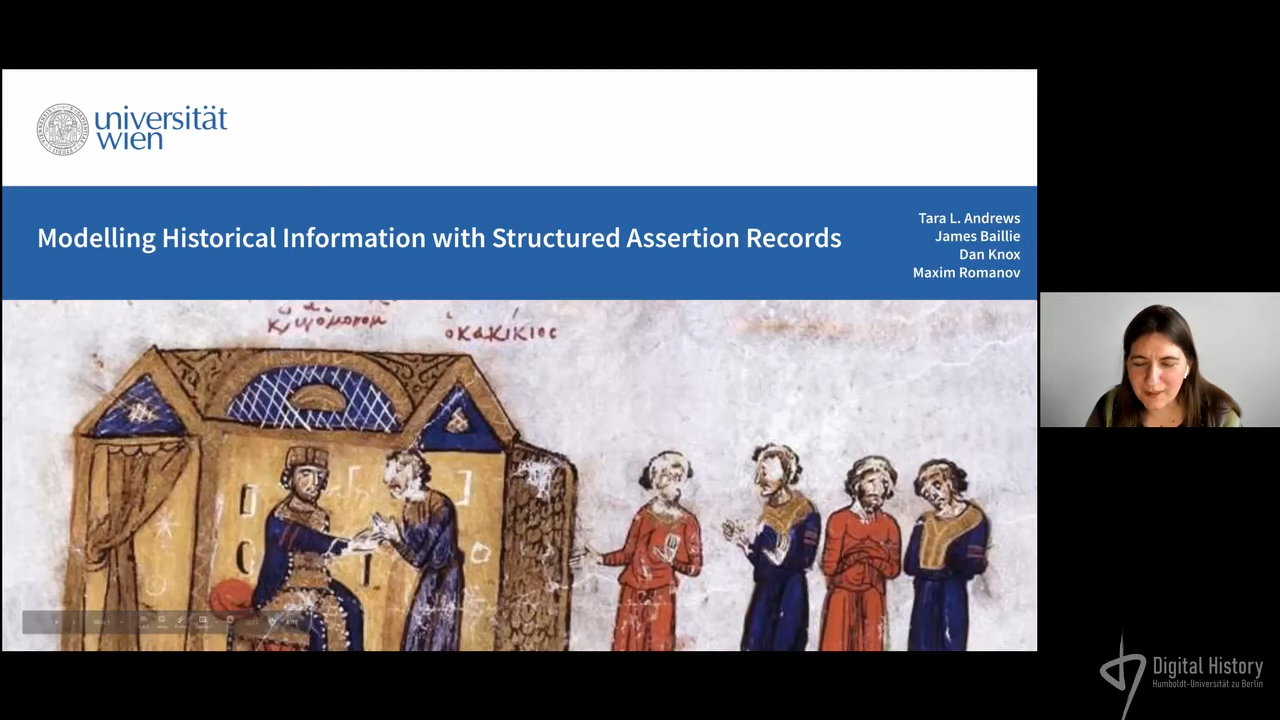 universität
wien
Modelling Historical Information with Structured Assertion Records
Tara L. Andrews
James Baillie
Dan Knox
Maxim Romanov
Digital History
Humboldt-Universität zu Berlin